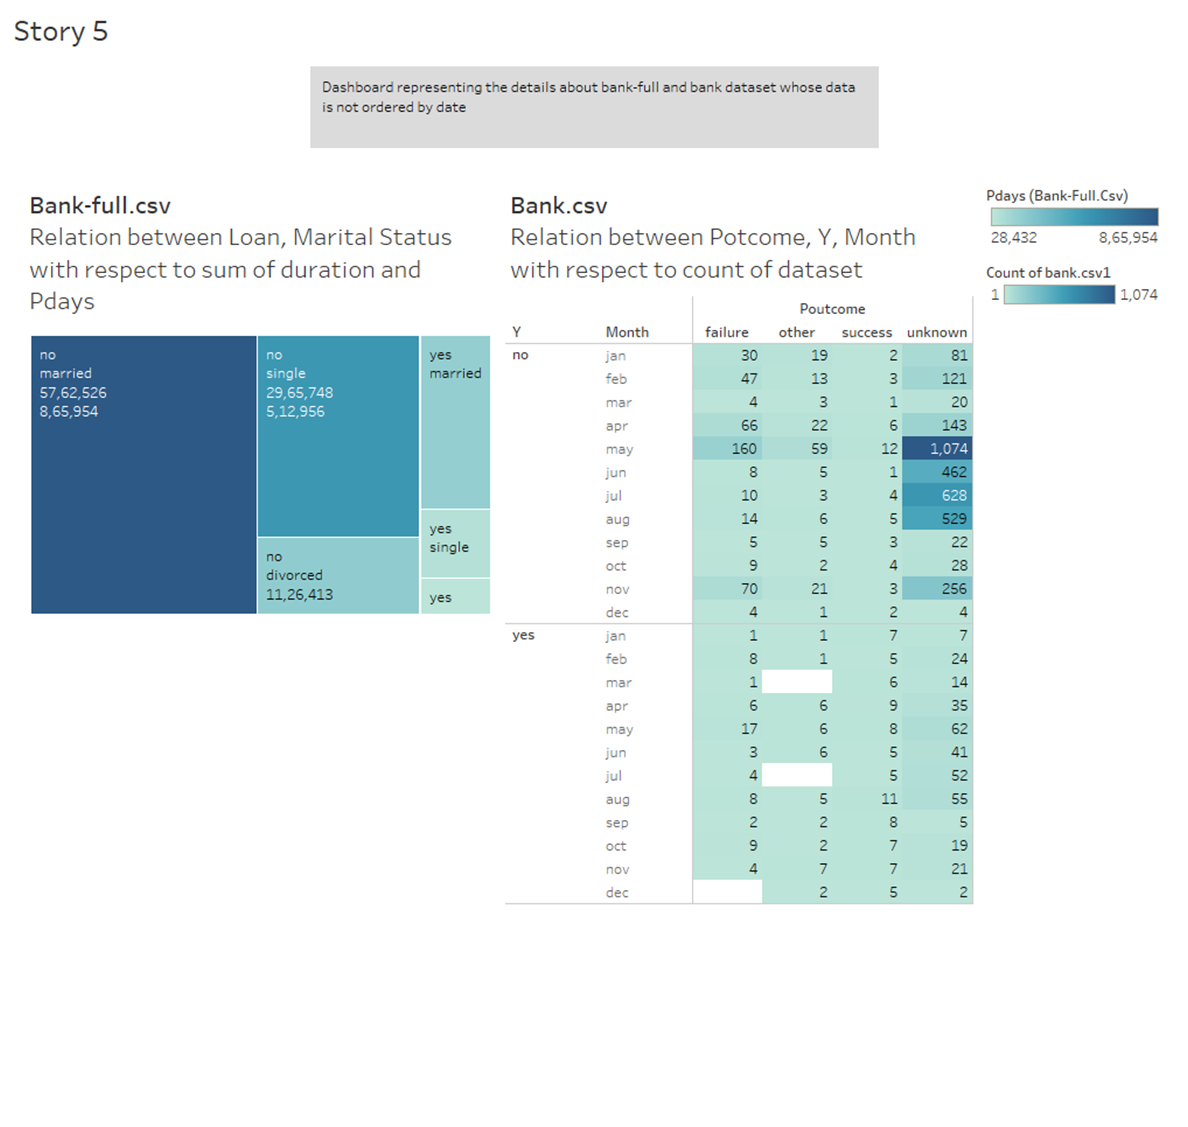 Story 5
Dashboard representing the details about bank-full and bank dataset whose data
is not ordered by date
Bank-full.csv
Relation between Loan, Marital Status
with respect to sum of duration and
Pdays
no
married
57,62,526
8,65,954
no
single
29,65,748
5,12,956
no
divorced
11,26,413
yes
married
yes
single
yes
Bank.csv
Relation between Potcome, Y, Month
with respect to count of dataset
Poutcome
Y Month failure other success unknown
no jan 30 19 2 81
feb 47 13 3 121
mar 4 3 1 20
apr 66 22 6 143
may 160 59 12 1,074
jun 8 5 1 462
jul 10 3 4 628
aug 14 6 5 529
sep 5 5 3 22
oct 9 2 4 28
nov 70 21 3 256
dec 4 1 2 4
yes jan 1 1 7 7
feb 8 1 5 24
mar 1 6 14
apr 6 6 9 35
may 17 6 8 62
jun 3 6 5 41
jul 4 5 52
aug 8 5 11 55
sep 2 2 8 5
oct 9 2 7 19
nov 4 7 7 21
dec 2 5 2
Pdays (Bank-Full.Csv)
28,432 8,65,954
Count of bank.csv1
1 1,074